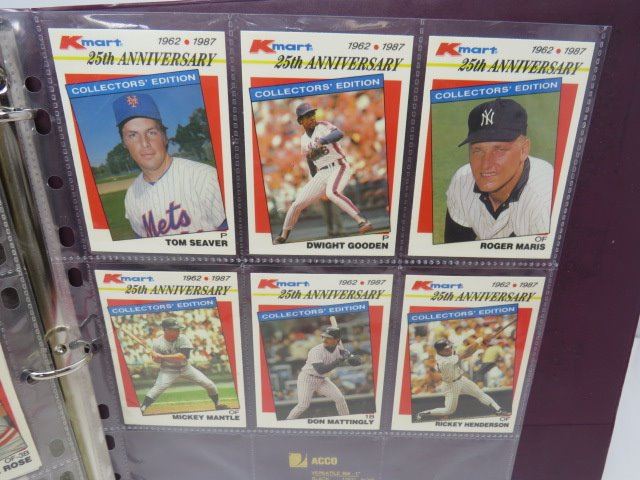 Kmart 1962 • 1987
25th ANNIVERSARY
COLLECTORS' EDITION
Mets
P
TOM SEAVER
Kmart 1962 • 1987
25th ANNIVERSARY
COLLECTORS' EDITION
P
DWIGHT GOODEN
Kmart 1962 • 1987
25th ANNIVERSARY
COLLECTORS' EDITION
OF
ROGER MARIS
Kmart 1962 • 1987
25th ANNIVERSARY
COLLECTORS' EDITION
OF
MICKEY MANTLE
Kmart 1962 • 1987
25th ANNIVERSARY
COLLECTORS' EDITION
1B
DON MATTINGLY
Kmart 1962 • 1987
25th ANNIVERSARY
COLLECTORS' EDITION
OF
RICKEY HENDERSON
OF-3B
ROSE
ACCO